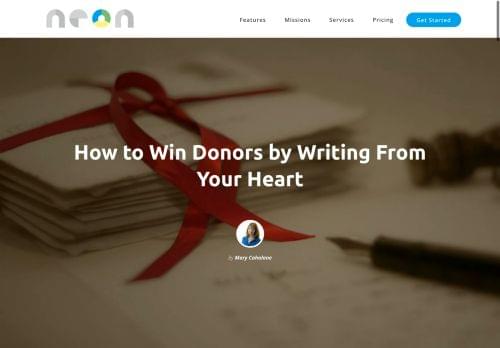 neon
Features Missions Services Pricing Get Started
How to Win Donors by Writing From
Your Heart
by Mary Cahalane